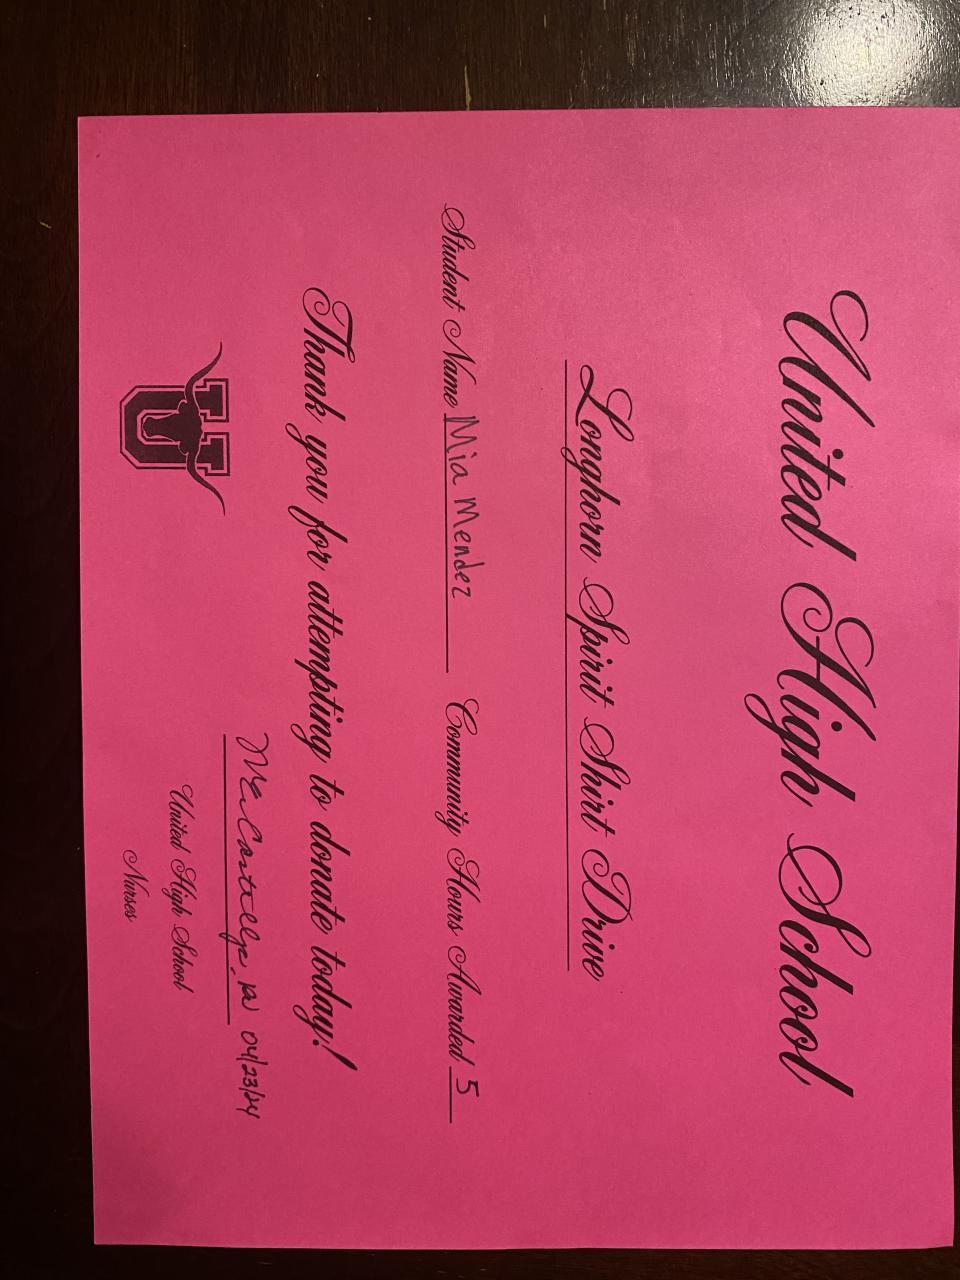 United High School
Longhorn Spirit Shirt Drive
Student Name Mia Mendez Community Hours Awarded 5
Thank you for attempting to donate today!
RN 04/23/24
United High School
Nurses
U